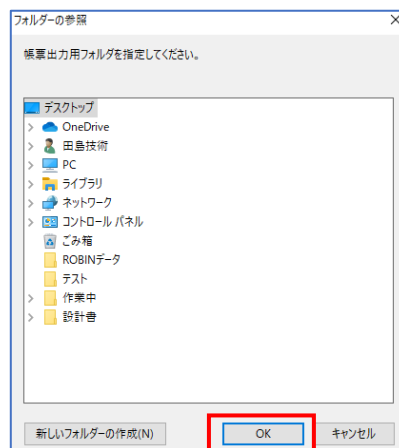 フォルダーの参照
帳票出力用フォルダを指定してください。
デスクトップ
OneDrive
田島技術
PC
ライブラリ
ネットワーク
コントロール パネル
ごみ箱
ROBINデータ
テスト
作業中
設計書
新しいフォルダーの作成(N)
OK
キャンセル